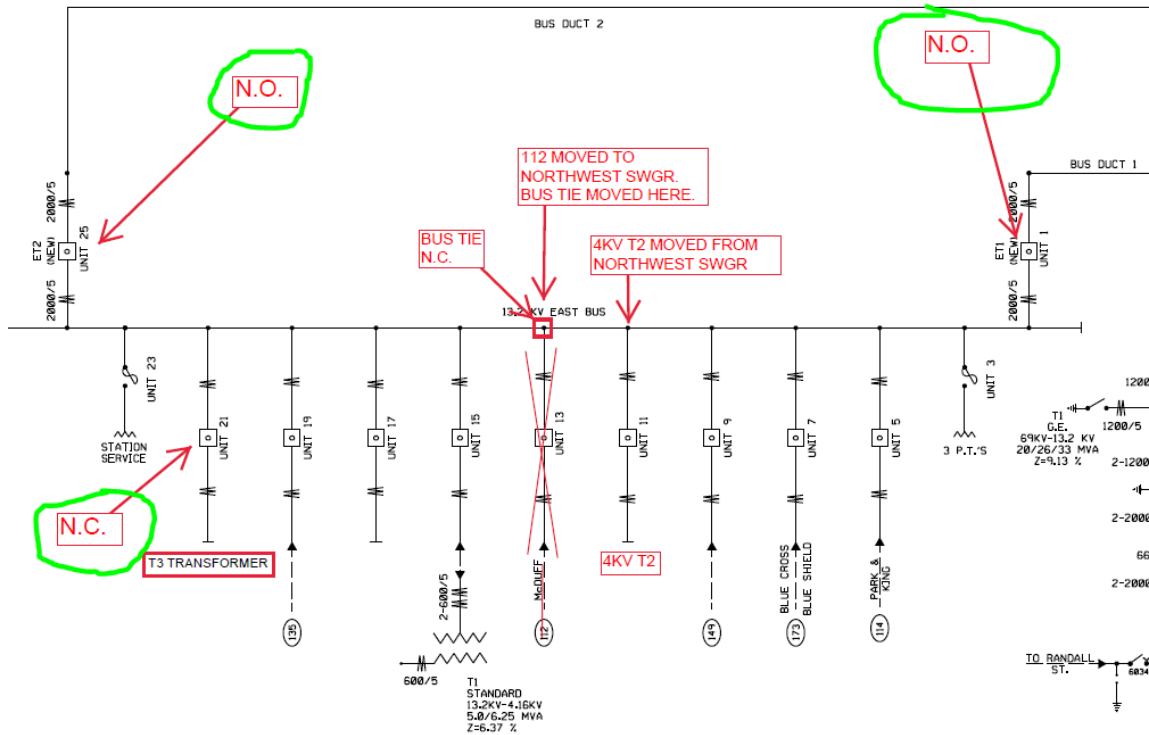 BUS DUCT 2
N.O.
N.O.
112 MOVED TO
NORTHWEST SWGR.
BUS TIE MOVED HERE.
BUS DUCT 1
2000/5
2000/5
ET2
(NEW)
UNIT 25
BUS TIE
N.C.
4KV T2 MOVED FROM
NORTHWEST SWGR
ET1
(NEW)
UNIT 1
2000/5
2000/5
13.2 KV EAST BUS
UNIT 23
UNIT 3
STATION
SERVICE
UNIT 21
UNIT 19
UNIT 17
UNIT 15
UNIT 13
UNIT 11
UNIT 9
UNIT 7
UNIT 5
3 P.T.'S
1200
T1
G.E.
69KV-13.2 KV
20/26/33 MVA
Z=9.13 %
1200/5
2-1200
2-2000
66
2-2000
N.C.
T3 TRANSFORMER
4KV T2
2-600/5
McDUFF
BLUE CROSS
BLUE SHIELD
PARK &
KING
135
112
149
173
114
600/5
T1
STANDARD
13.2KV-4.16KV
5.0/6.25 MVA
Z=6.37 %
TO RANDALL
ST.
6034